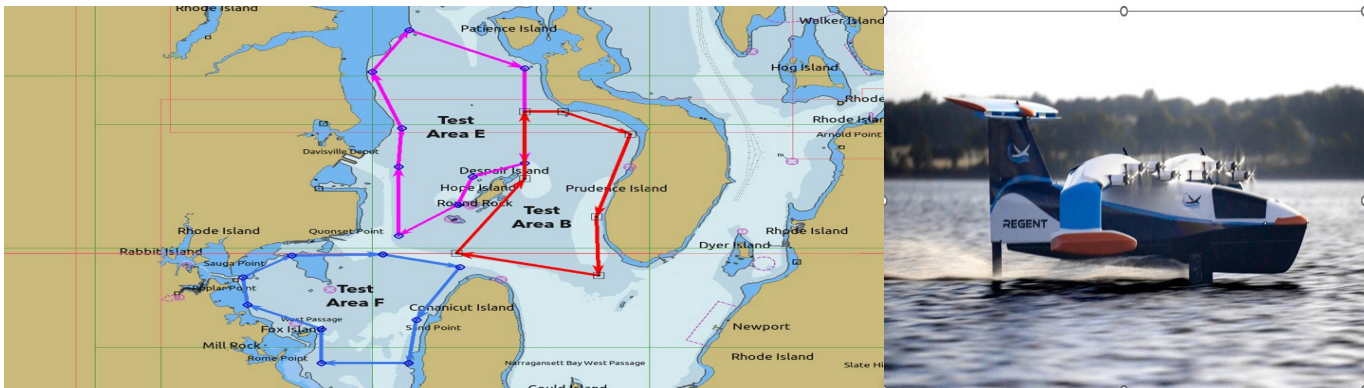 Rhode Island
Patience Island
Walker Island
Hog Island
Rhode
Rhode I
Arnold Point
Test
Area E
Davisville Depot
PA
Despair Island
Hope Island
Prudence Island
Round Rock
Test
Area B
Quonset Point
Rhode Island
Rabbit Island
Sauga Point
Dyer Island
Rhode Island
Poplar Point
Test
Area F
Conanicut Island
West Passage
Fox Island
Sand Point
Newport
Mill Rock
Rome Point
Narragansett Bay West Passage
Rhode Island
Slate Hi
Gould Island
REGENT